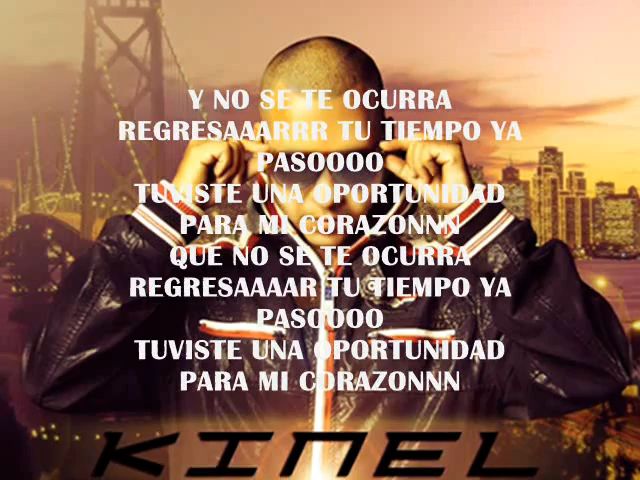 Y NO SE TE OCURRA
REGRESAAARRR TU TIEMPO YA
PASOOOO
TUVISTE UNA OPORTUNIDAD
PARA MI CORAZONNN
QUE NO SE TE OCURRA
REGRESAAAAR TU TIEMPO YA
PASOOOO
TUVISTE UNA OPORTUNIDAD
PARA MI CORAZONNN
KINEL